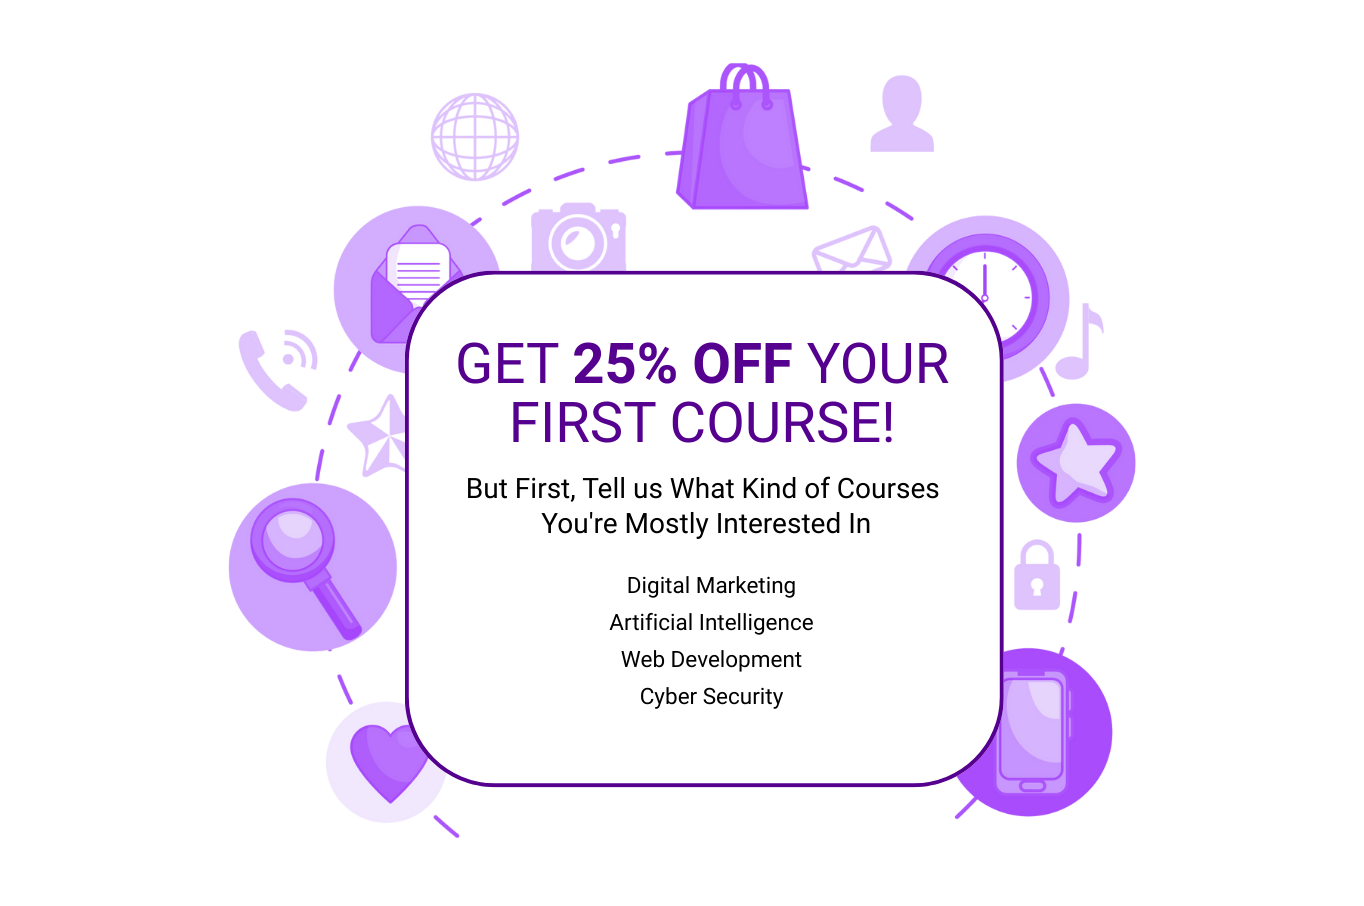 GET 25% OFF YOUR
FIRST COURSE!
But First, Tell us What Kind of Courses
You're Mostly Interested In
Digital Marketing
Artificial Intelligence
Web Development
Cyber Security